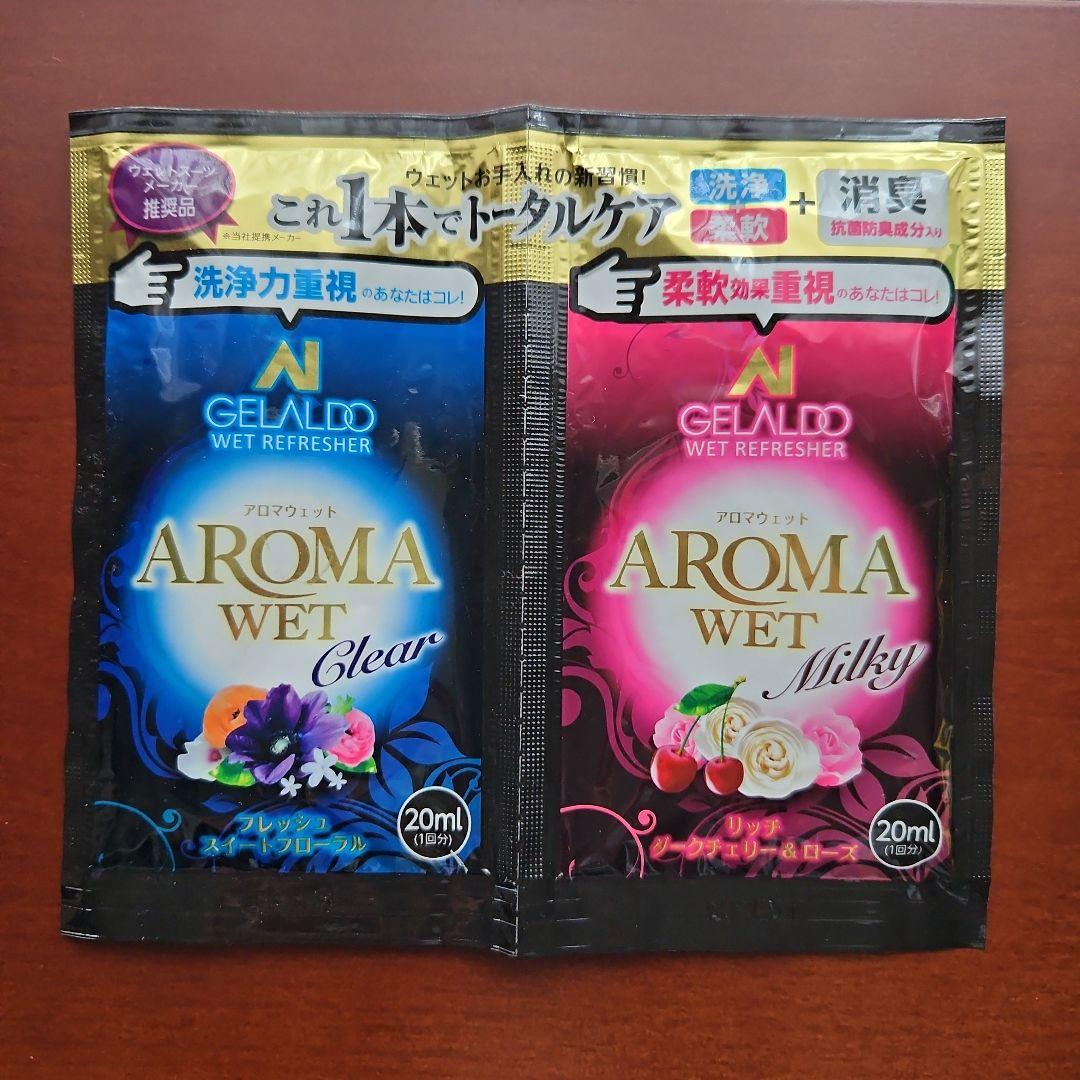 ウェットスーツ
メーカー
推奨品
※当社提携メーカー
ウェットお手入れの新習慣!
これ1本でトータルケア
洗浄
+
柔軟
+
消臭
抗菌防臭成分入り
洗浄力重視のあなたはコレ!
GELALDO
WET REFRESHER
アロマウェット
AROMA
WET
Clear
フレッシュ
スイートフローラル
20ml
(1回分)
柔軟効果重視のあなたはコレ!
GELALDO
WET REFRESHER
アロマウェット
AROMA
WET
Milky
リッチ
ダークチェリー&ローズ
20ml
(1回分)